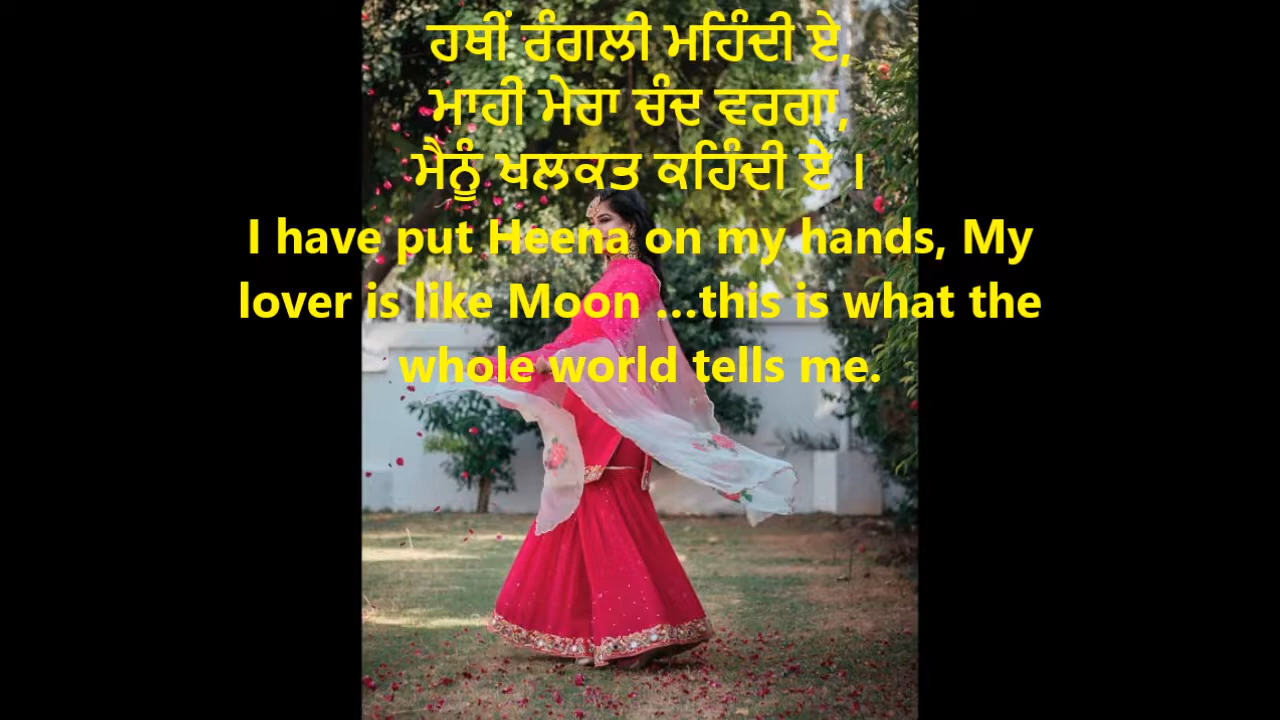 ਹਥੀਂ ਰੰਗਲੀ ਮਹਿੰਦੀ ਏ,
ਮਾਹੀ ਮੇਰਾ ਚੰਦ ਵਰਗਾ,
ਮੈਨੂੰ ਖਲਕਤ ਕਹਿੰਦੀ ਏ ।
I have put Heena on my hands, My
lover is like Moon ...this is what the
whole world tells me.